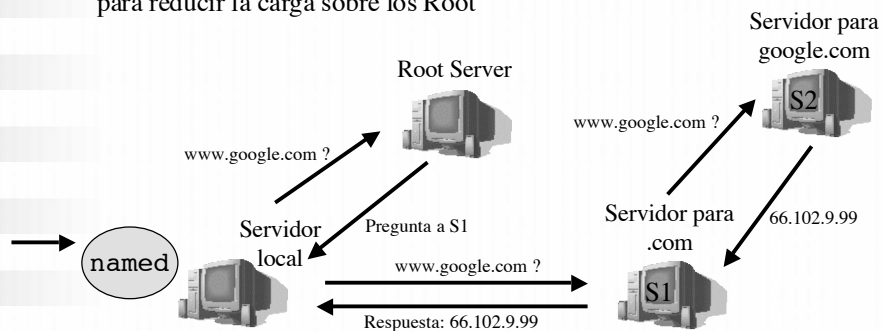 para reducir la carga sobre los Root
Servidor para
google.com
Root Server
S2
www.google.com ?
www.google.com ?
Servidor
local
Pregunta a S1
Servidor para
.com
66.102.9.99
named
www.google.com ?
S1
Respuesta: 66.102.9.99